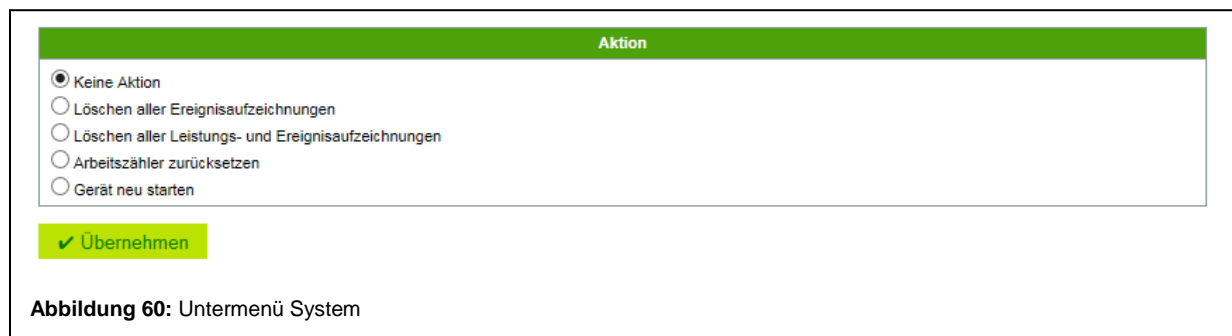 Aktion
Keine Aktion
Löschen aller Ereignisaufzeichnungen
Löschen aller Leistungs- und Ereignisaufzeichnungen
Arbeitszähler zurücksetzen
Gerät neu starten
✔ Übernehmen
Abbildung 60: Untermenü System